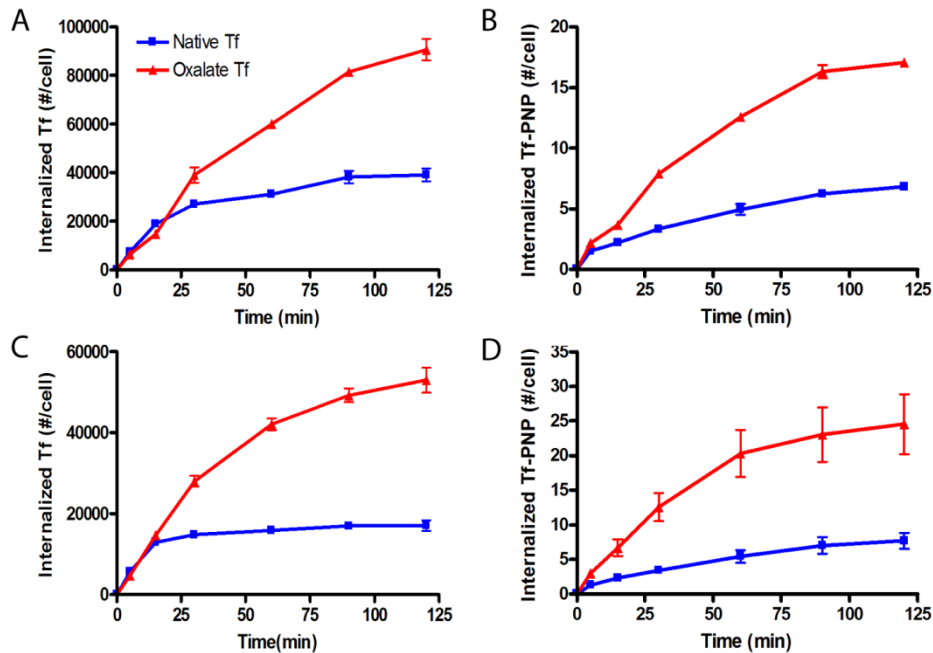 A
Internalized Tf (#/cell)
100000
80000
60000
40000
20000
0
Native Tf
Oxalate Tf
0 25 50 75 100 125
Time (min)
B
Internalized Tf-PNP (#/cell)
20
15
10
5
0
0 25 50 75 100 125
Time (min)
C
Internalized Tf (#/cell)
60000
40000
20000
0
0 25 50 75 100 125
Time(min)
D
Internalized Tf-PNP (#/cell)
35
30
25
20
15
10
5
0
0 25 50 75 100 125
Time (min)